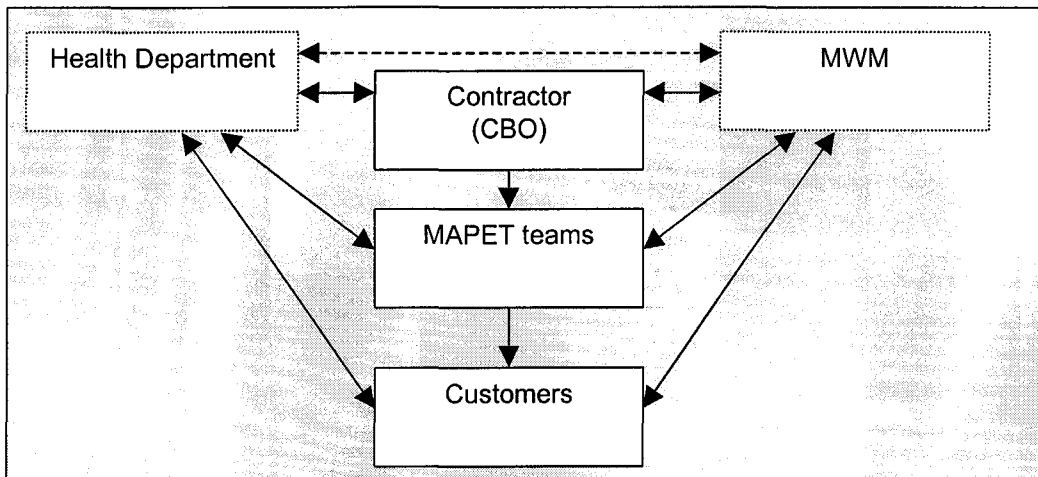 Health Department
MWM
Contractor
(CBO)
MAPET teams
Customers